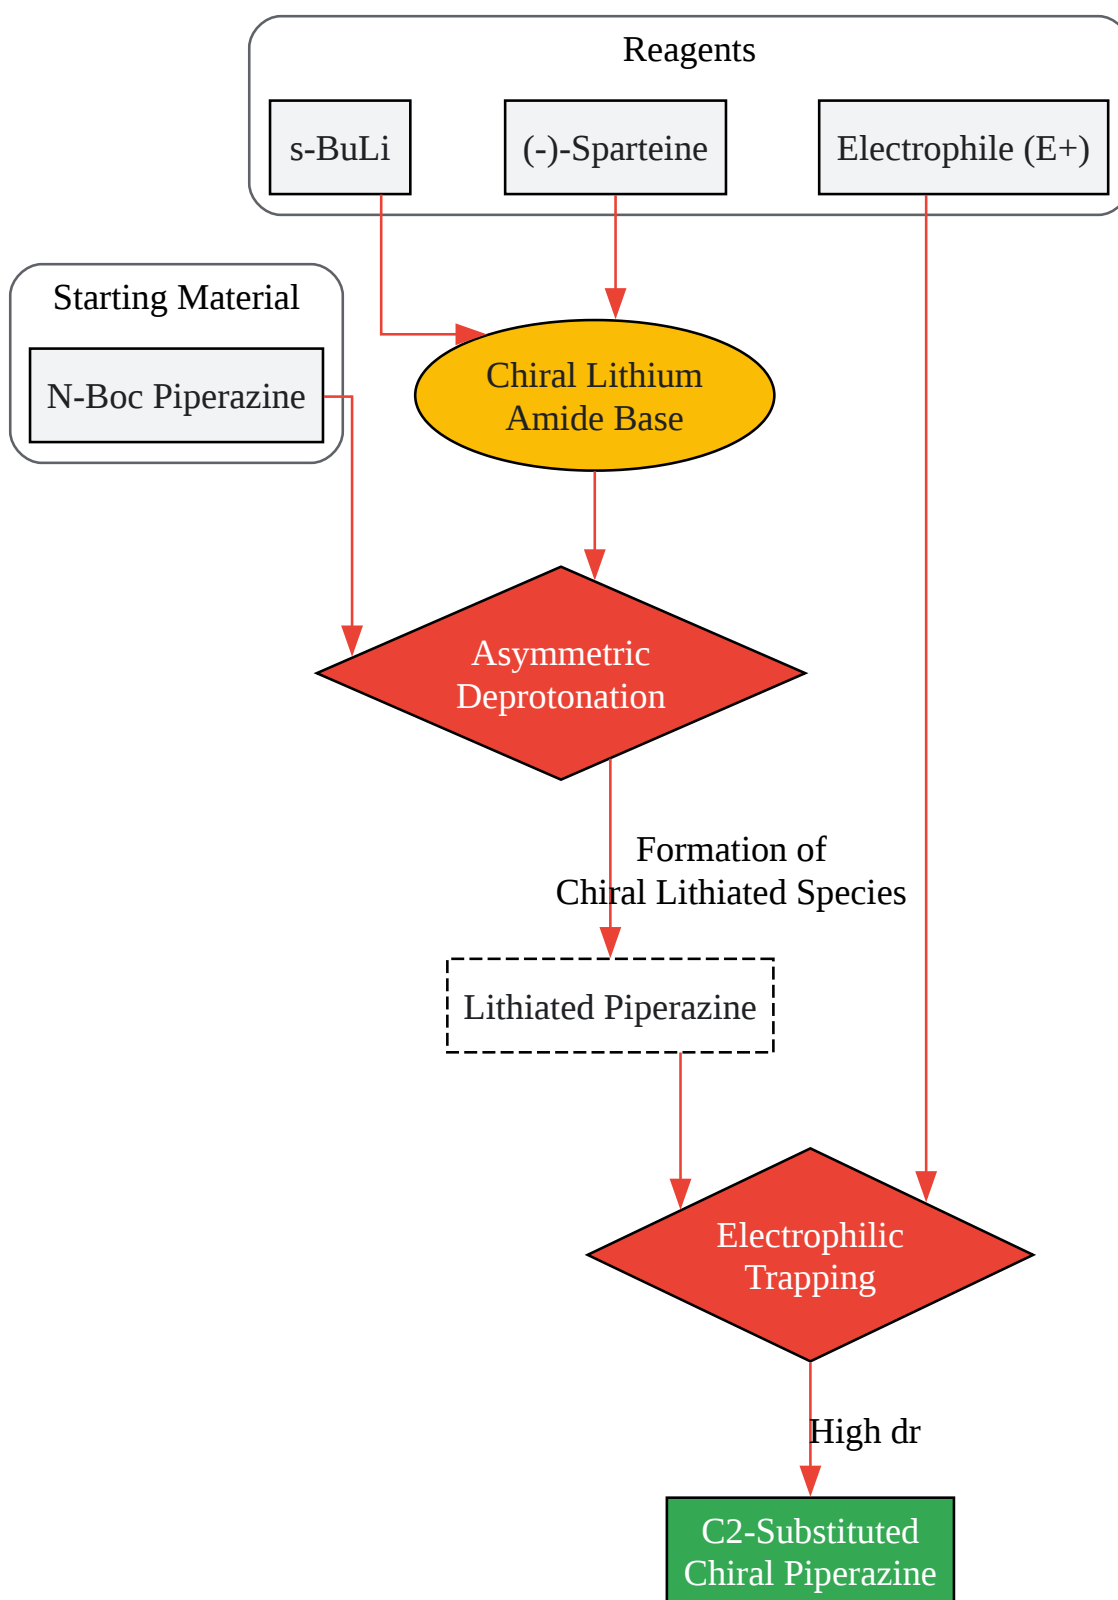 Reagents
s-BuLi
(-)-Sparteine
Electrophile (E+)
Starting Material
N-Boc Piperazine
Chiral Lithium
Amide Base
Asymmetric
Deprotonation
Formation of
Chiral Lithiated Species
Lithiated Piperazine
Electrophilic
Trapping
High dr
C2-Substituted
Chiral Piperazine